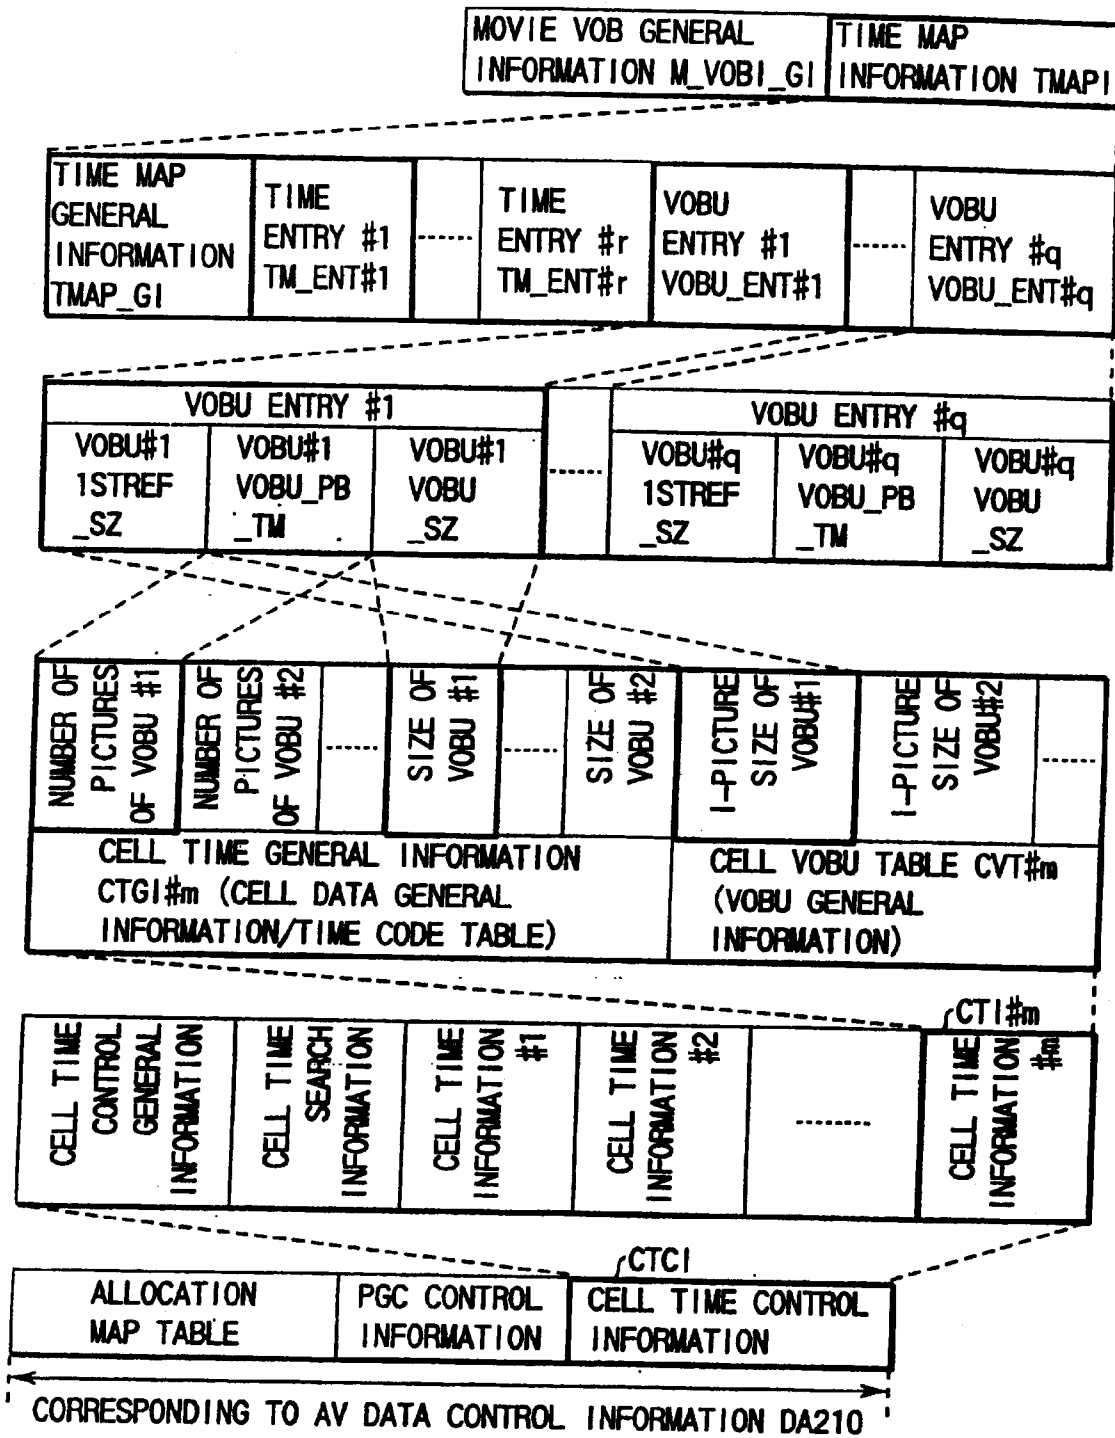 MOVIE VOB GENERAL
INFORMATION M_VOBI_GI
TIME MAP
INFORMATION TMAPI
TIME MAP
GENERAL
INFORMATION
TMAP_GI
TIME
ENTRY #1
TM_ENT#1
TIME
ENTRY #r
TM_ENT#r
VOBU
ENTRY #1
VOBU_ENT#1
VOBU
ENTRY #q
VOBU_ENT#q
VOBU ENTRY #1
VOBU#1
1STREF
_SZ
VOBU#1
VOBU_PB
_TM
VOBU#1
VOBU
_SZ
VOBU ENTRY #q
VOBU#q
1STREF
_SZ
VOBU#q
VOBU_PB
_TM
VOBU#q
VOBU
_SZ
NUMBER OF
PICTURES
OF VOBU #1
NUMBER OF
PICTURES
OF VOBU #2
SIZE OF
VOBU #1
SIZE OF
VOBU #2
I-PICTURE
SIZE OF
VOBU#1
I-PICTURE
SIZE OF
VOBU#2
CELL TIME GENERAL INFORMATION
CTGI#m (CELL DATA GENERAL
INFORMATION/TIME CODE TABLE)
CELL VOBU TABLE CVT#m
(VOBU GENERAL
INFORMATION)
CTI#m
CELL TIME
CONTROL
GENERAL
INFORMATION
CELL TIME
SEARCH
INFORMATION
CELL TIME
INFORMATION
#1
CELL TIME
INFORMATION
#2
CELL TIME
INFORMATION
#m
CTCI
ALLOCATION
MAP TABLE
PGC CONTROL
INFORMATION
CELL TIME CONTROL
INFORMATION
CORRESPONDING TO AV DATA CONTROL INFORMATION DA210